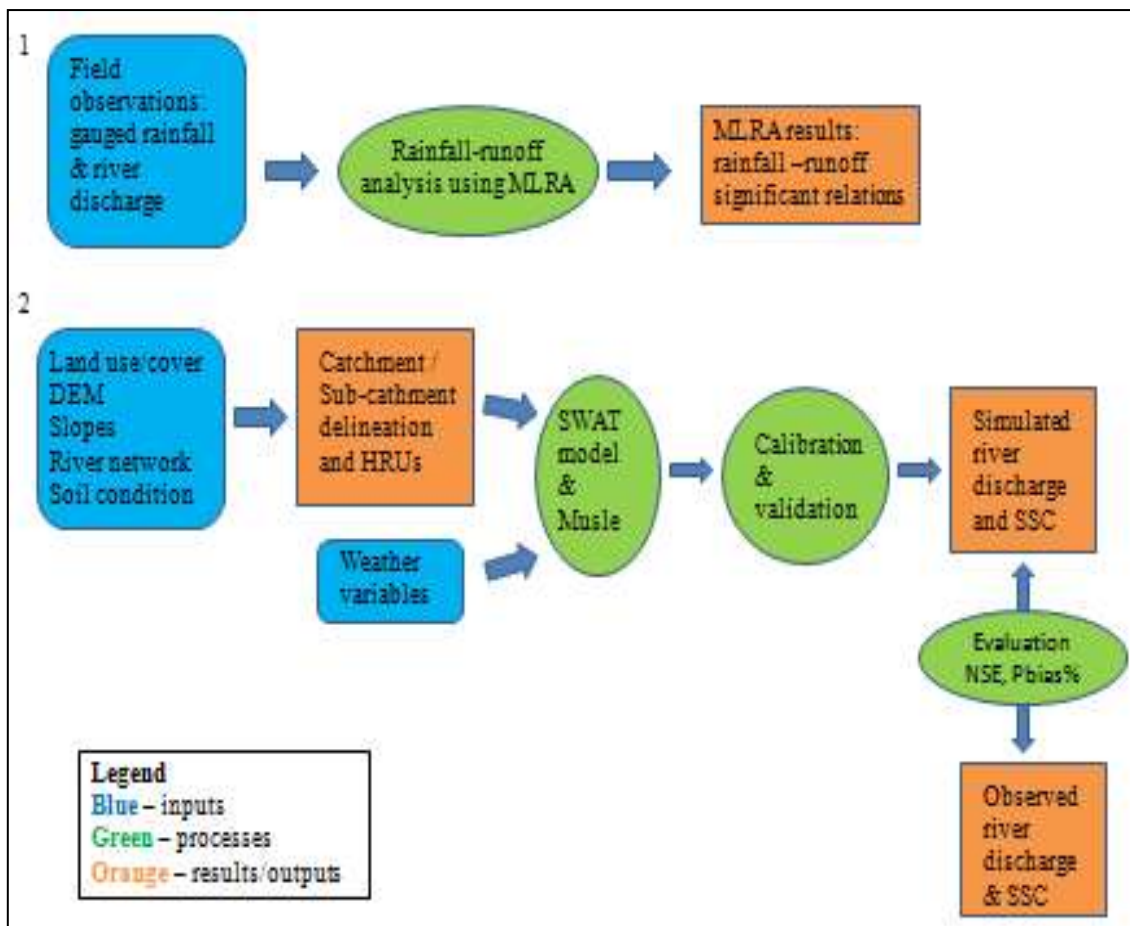 1
Field
observations:
gauged rainfall
& river
discharge
Rainfall-runoff
analysis using MLRA
MLRA results:
rainfall –runoff
significant relations
2
Land use/cover
DEM
Slopes
River network
Soil condition
Catchment /
Sub-cathment
delineation
and HRUs
Weather
variables
SWAT
model
&
Musle
Calibration
&
validation
Simulated
river
discharge
and SSC
Evaluation
NSE, Pbias%
Observed
river
discharge
& SSC
Legend
Blue – inputs
Green – processes
Orange – results/outputs